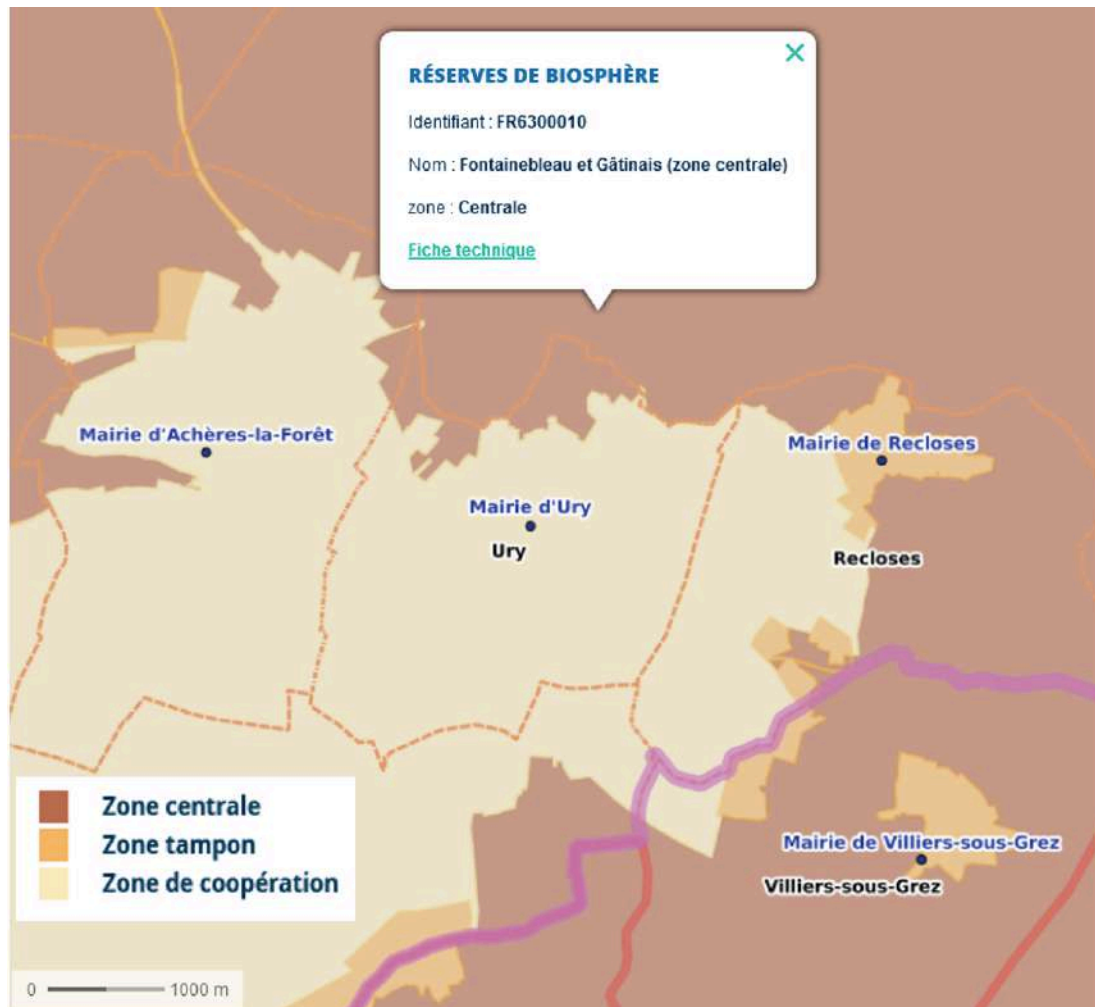 RÉSERVES DE BIOSPHÈRE
Identifiant : FR6300010
Nom : Fontainebleau et Gâtinais (zone centrale)
zone : Centrale
Fiche technique
Mairie d'Achères-la-Forêt
Mairie de Recloses
Mairie d'Ury
Ury
Recloses
Zone centrale
Zone tampon
Zone de coopération
Mairie de Villiers-sous-Grez
Villiers-sous-Grez
0 1000 m